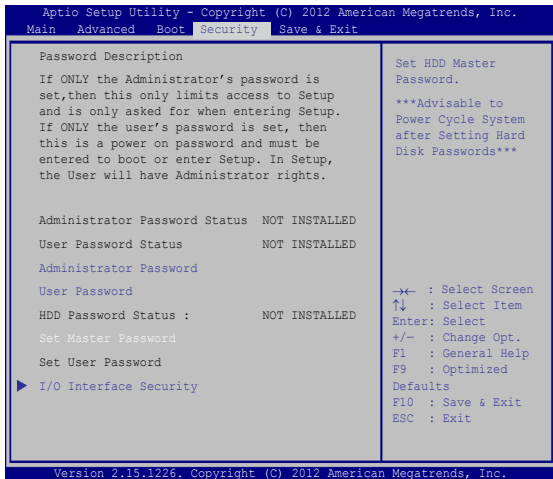 Aptio Setup Utility - Copyright (C) 2012 American Megatrends, Inc.
Main Advanced Boot Security Save & Exit
Password Description
If ONLY the Administrator's password is
set,then this only limits access to Setup
and is only asked for when entering Setup.
If ONLY the user's password is set, then
this is a power on password and must be
entered to boot or enter Setup. In Setup,
the User will have Administrator rights.
Administrator Password Status NOT INSTALLED
User Password Status NOT INSTALLED
Administrator Password
User Password
HDD Password Status : NOT INSTALLED
Set Master Password
Set User Password
I/O Interface Security
Set HDD Master
Password.
***Advisable to
Power Cycle System
after Setting Hard
Disk Passwords***
→← : Select Screen
↑↓ : Select Item
Enter: Select
+/— : Change Opt.
F1 : General Help
F9 : Optimized
Defaults
F10 : Save & Exit
ESC : Exit
Version 2.15.1226. Copyright (C) 2012 American Megatrends, Inc.